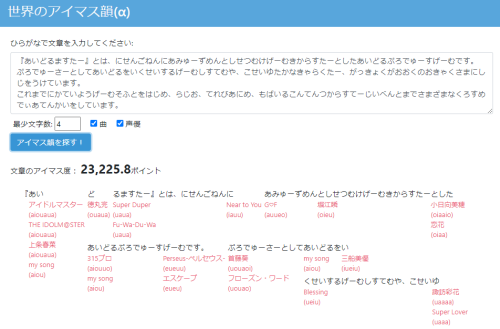 世界のアイマス韻(α)
ひらがなで文章を入力してください:
『あいどるますたー』とは、にせんごねんにあみゅーずめんとしせつむけげーむきからすたーとしたあいどるぷろでゅーすげーむです。
ぷろでゅーさーとしてあいどるをいくせいするげーむしすてむや、こせいゆたかなきゃらくたー、がっきょくがおおくのおきゃくさまにしじをうけています。
これまでにかていようげーむそふとをはじめ、らじお、てれびあにめ、もばいるこんてんつからすてーじいべんとまでさまざまなくろすめでぃあてんかいをしています。
最少文字数: 4 曲 声優
アイマス韻を探す!
文章のアイマス度: 23,225.8ポイント
『あい ど るますたー』とは、にせんごねんに あみゅーずめんとしせつむけげーむきからすたーとした
アイドルマスター 徳丸完 Super Duper Near to You Θ=F 堀江瞬 小日向美穂
(aiouaua) (ouaua) (uaua) (iauu) (auueo) (oieu) (oiaaio)
THE IDOLM@STER Fu-Wa-Du-Wa 恋花
(aiouaua) (uaua) (oiaa)
上条春菜
(aiouaua)
my song
(aiou)
あいどるぷろでゅーすげーむです。 ぷろでゅーさーとしてあいどるをい
315プロ Perseus-ペルセウス- 首藤葵 my song 三船美優
(aiouo) (eueuu) (uouaoi) (aiou) (iueiu)
my song エスケープ フローズン・ワード
(aiou) (eueu) (uouao)
くせいするげーむしすてむや、こせいゆ
Blessing 諏訪彩花
(ueiu) (uaaaa)
Super Lover
(uaaa)